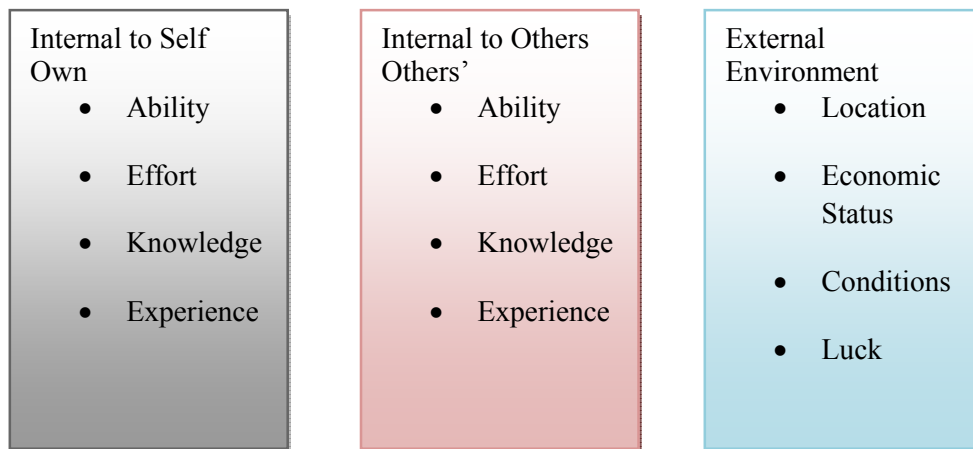 Internal to Self
Own
• Ability
• Effort
• Knowledge
• Experience
Internal to Others
Others’
• Ability
• Effort
• Knowledge
• Experience
External
Environment
• Location
• Economic
Status
• Conditions
• Luck